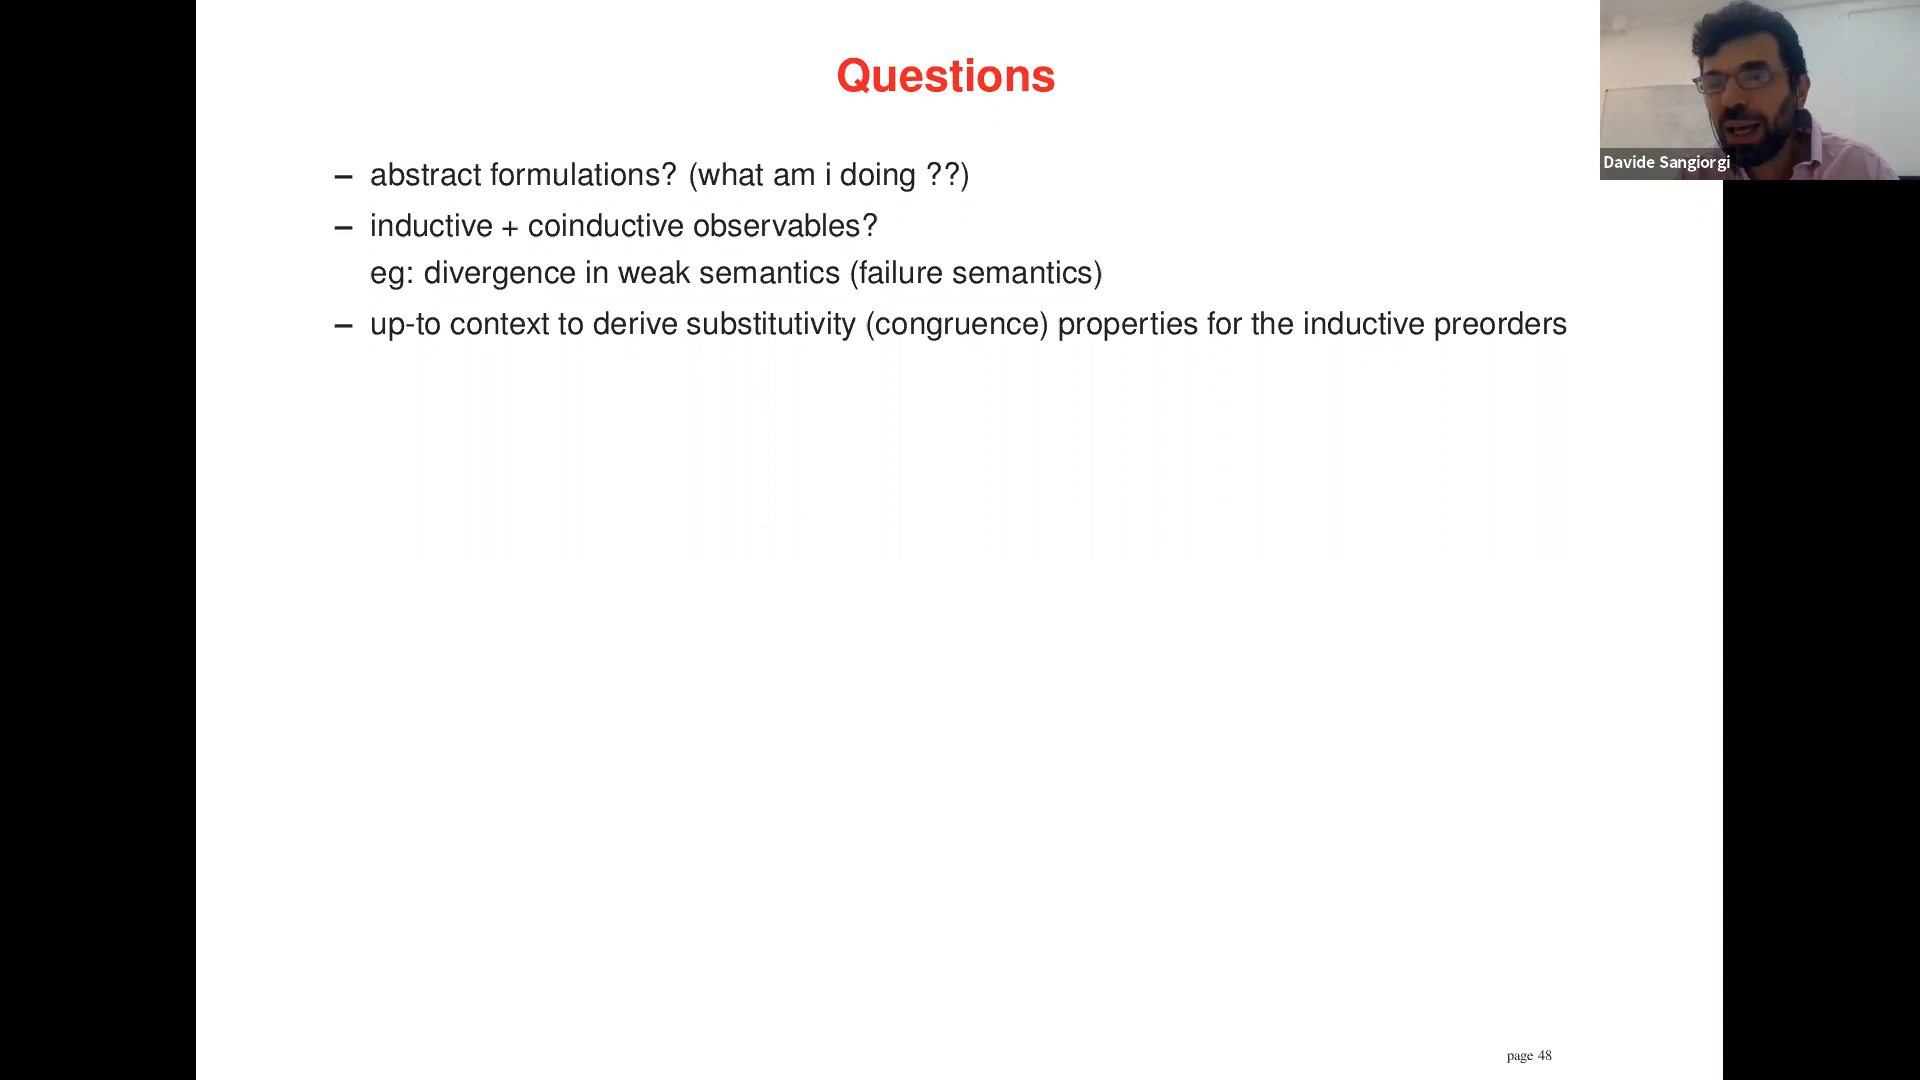 Questions
– abstract formulations? (what am i doing ??)
– inductive + coinductive observables?
eg: divergence in weak semantics (failure semantics)
– up-to context to derive substitutivity (congruence) properties for the inductive preorders
Davide Sangiorgi
page 48